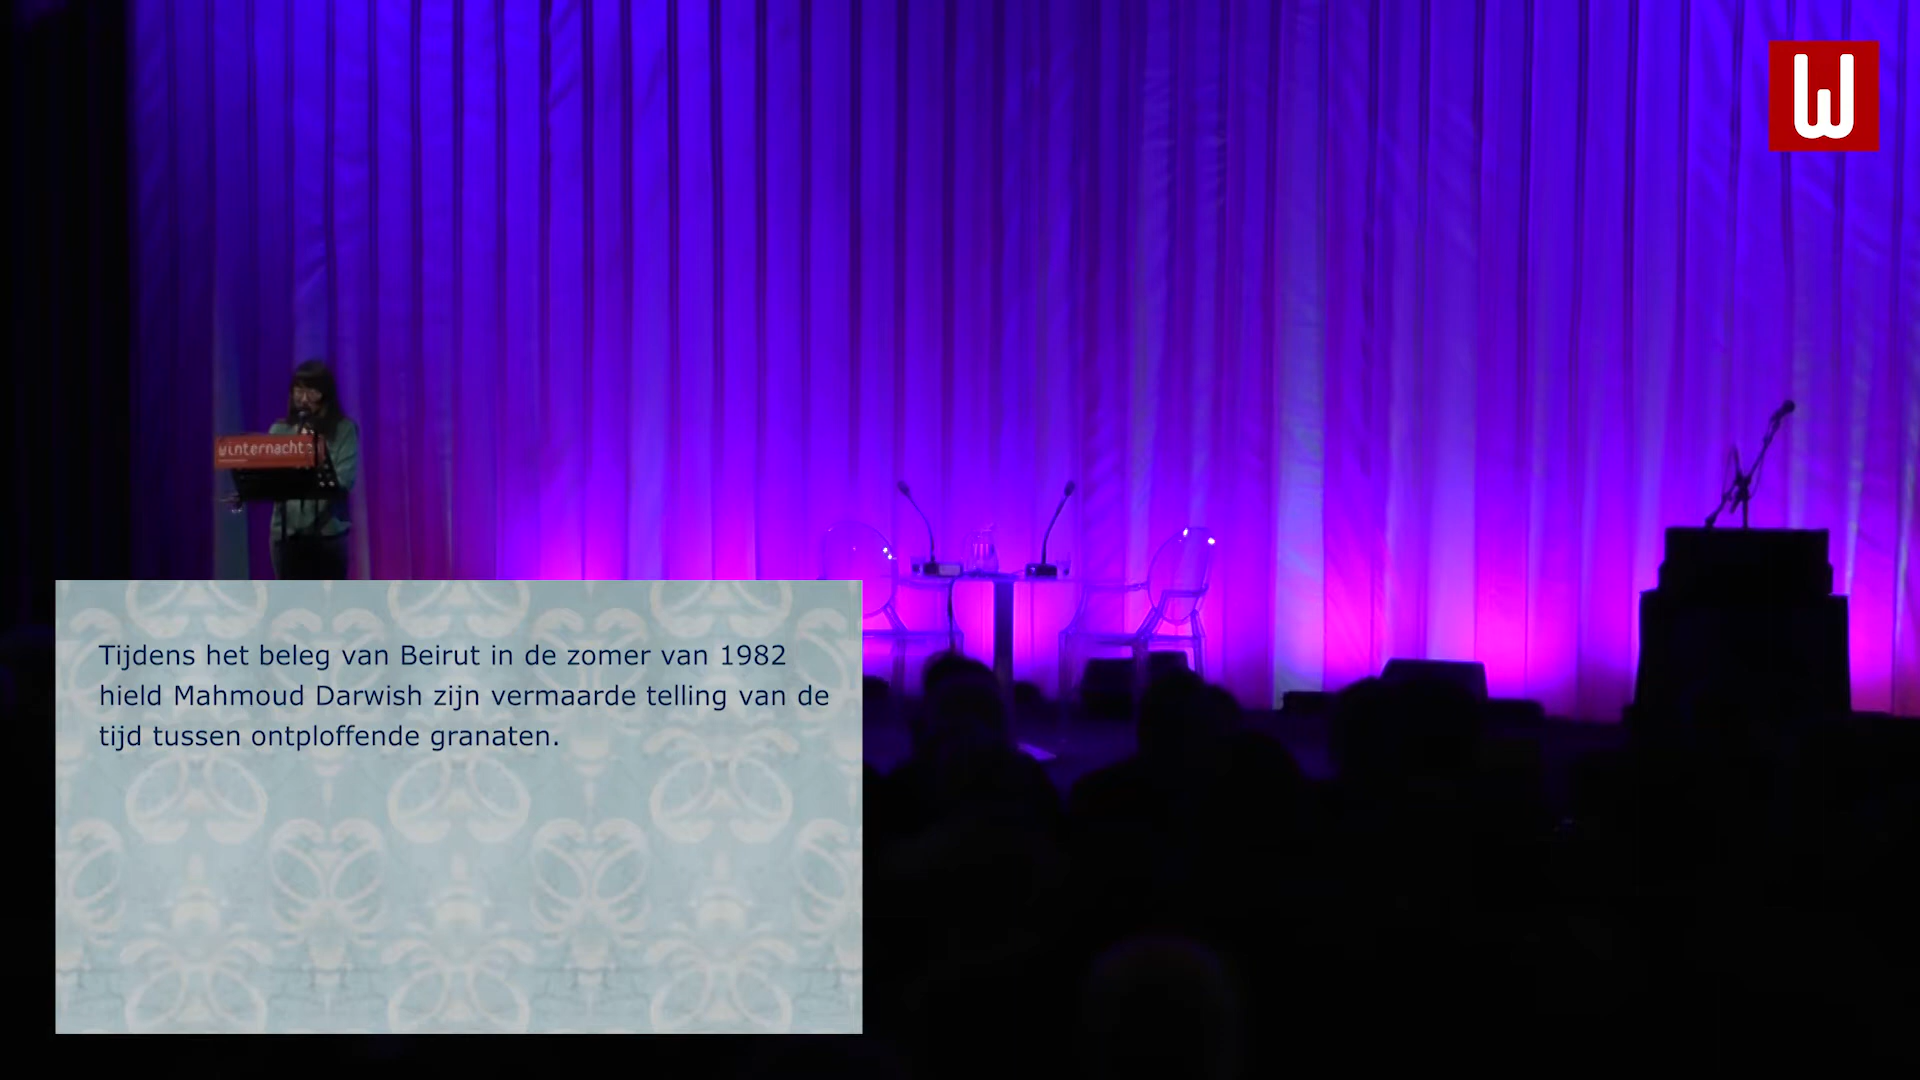 W
winternachten
Tijdens het beleg van Beirut in de zomer van 1982
hield Mahmoud Darwish zijn vermaarde telling van de
tijd tussen ontploffende granaten.